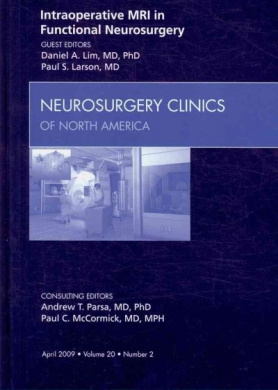 Intraoperative MRI in
Functional Neurosurgery
GUEST EDITORS
Daniel A. Lim, MD, PhD
Paul S. Larson, MD
NEUROSURGERY CLINICS
OF NORTH AMERICA
CONSULTING EDITORS
Andrew T. Parsa, MD, PhD
Paul C. McCormick, MD, MPH
April 2009 • Volume 20 • Number 2